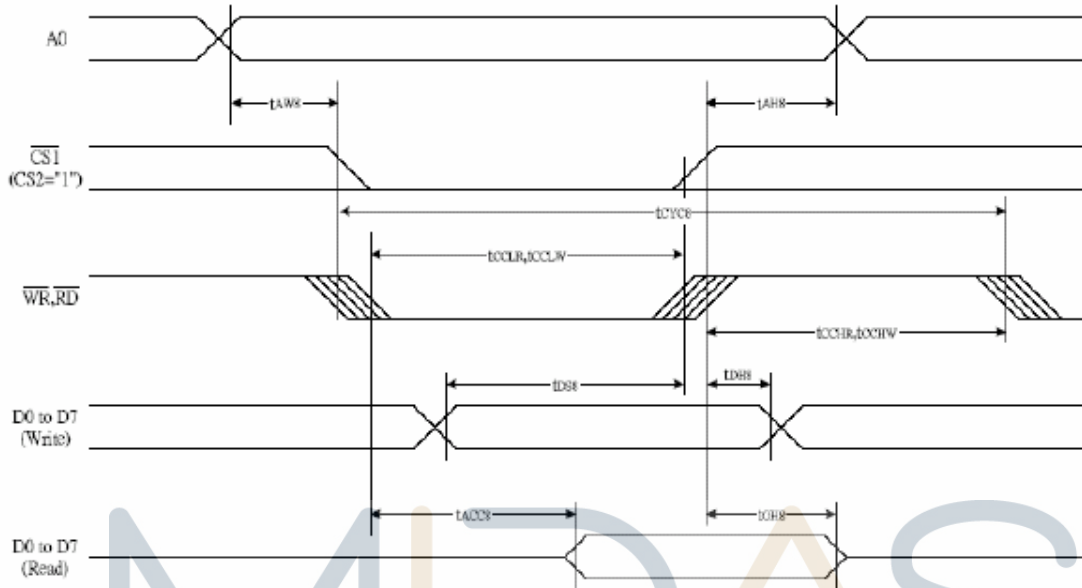 A0
tAW8
tAH8
CS1
(CS2="1")
tCYC8
tCCLR,tCCLW
WR,RD
tCCHR,tCCHW
tDS8
tDH8
D0 to D7
(Write)
tACC8
tOH8
D0 to D7
(Read)
MIDAS